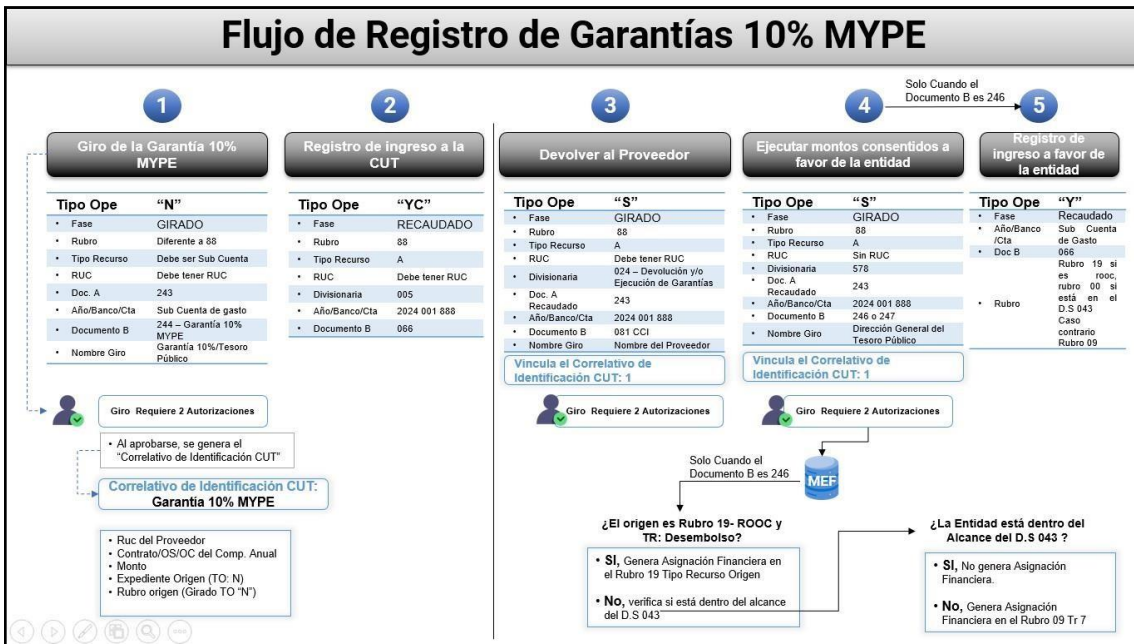 Flujo de Registro de Garantías 10% MYPE
Solo Cuando el
Documento B es 246
1
2
3
4
5
Giro de la Garantía 10%
MYPE
Tipo Ope "N"
• Fase GIRADO
• Rubro Diferente a 88
• Tipo Recurso Debe ser Sub Cuenta
• RUC Debe tener RUC
• Doc. A 243
• Año/Banco/Cta Sub Cuenta de gasto
• Documento B 244 – Garantía 10%
MYPE
• Nombre Giro Garantía 10%/Tesoro
Público
Registro de ingreso a la
CUT
Tipo Ope "YC"
• Fase RECAUDADO
• Rubro 88
• Tipo Recurso A
• RUC Debe tener RUC
• Divisionaria 005
• Año/Banco/Cta 2024 001 888
• Documento B 066
Devolver al Proveedor
Tipo Ope "S"
• Fase GIRADO
• Rubro 88
• Tipo Recurso A
• RUC Debe tener RUC
• Divisionaria 024 – Devolución y/o
Ejecución de Garantías
• Doc. A
Recaudado 243
• Año/Banco/Cta 2024 001 888
• Documento B 081 CCI
• Nombre Giro Nombre del Proveedor
Vincula el Correlativo de
Identificación CUT: 1
Ejecutar montos consentidos a
favor de la entidad
Tipo Ope "S"
• Fase GIRADO
• Rubro 88
• Tipo Recurso A
• RUC Sin RUC
• Divisionaria 578
• Doc. A
Recaudado 243
• Año/Banco/Cta 2024 001 888
• Documento B 246 o 247
• Nombre Giro Dirección General del
Tesoro Público
Vincula el Correlativo de
Identificación CUT: 1
Registro de
ingreso a favor de
la entidad
Tipo Ope "Y"
• Fase Recaudado
• Año/Banco
/Cta Sub Cuenta
de Gasto
• Doc B 066
• Rubro Rubro 19 si
es rooc,
rubro 00 si
está en el
D.S 043
Caso
contrario
Rubro 09
Giro Requiere 2 Autorizaciones
Giro Requiere 2 Autorizaciones
Giro Requiere 2 Autorizaciones
• Al aprobarse, se genera el
"Correlativo de Identificación CUT"
Correlativo de Identificación CUT:
Garantía 10% MYPE
• Ruc del Proveedor
• Contrato/OS/OC del Comp. Anual
• Monto
• Expediente Origen (TO: N)
• Rubro origen (Girado TO "N")
Solo Cuando el
Documento B es 246
MEF
¿El origen es Rubro 19- ROOC y
TR: Desembolso?
• SI, Genera Asignación Financiera en
el Rubro 19 Tipo Recurso Origen
• No, verifica si está dentro del alcance
del D.S 043
¿La Entidad está dentro del
Alcance del D.S 043 ?
• SI, No genera Asignación
Financiera.
• No, Genera Asignación
Financiera en el Rubro 09 Tr 7